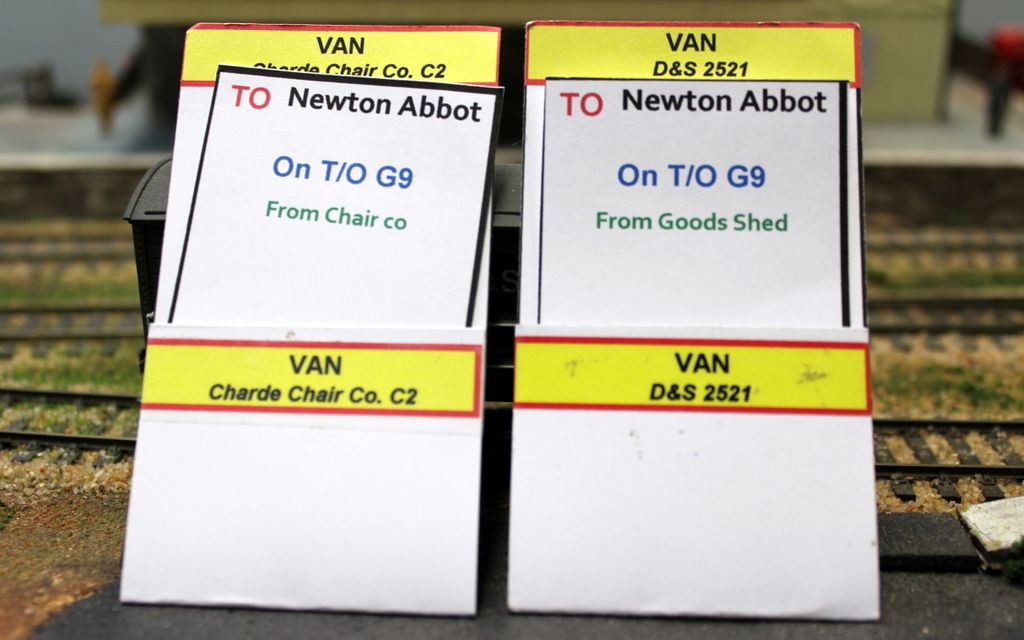 VAN
Charde Chair Co. C2
TO Newton Abbot
On T/O G9
From Chair co
VAN
Charde Chair Co. C2
VAN
D&S 2521
TO Newton Abbot
On T/O G9
From Goods Shed
VAN
D&S 2521
S